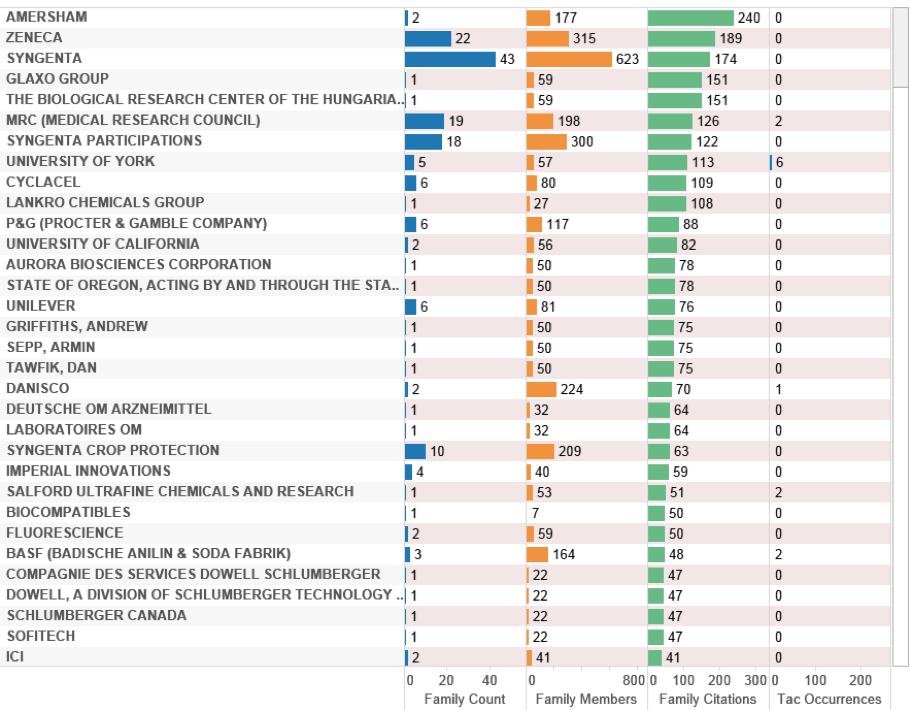 AMERSHAM 2 177 240 0
ZENECA 22 315 189 0
SYNGENTA 43 623 174 0
GLAXO GROUP 1 59 151 0
THE BIOLOGICAL RESEARCH CENTER OF THE HUNGARIA.. 1 59 151 0
MRC (MEDICAL RESEARCH COUNCIL) 19 198 126 2
SYNGENTA PARTICIPATIONS 18 300 122 0
UNIVERSITY OF YORK 5 57 113 6
CYCLACEL 6 80 109 0
LANKRO CHEMICALS GROUP 1 27 108 0
P&G (PROCTER & GAMBLE COMPANY) 6 117 88 0
UNIVERSITY OF CALIFORNIA 2 56 82 0
AURORA BIOSCIENCES CORPORATION 1 50 78 0
STATE OF OREGON, ACTING BY AND THROUGH THE STA.. 1 50 78 0
UNILEVER 6 81 76 0
GRIFFITHS, ANDREW 1 50 75 0
SEPP, ARMIN 1 50 75 0
TAWFIK, DAN 1 50 75 0
DANISCO 2 224 70 1
DEUTSCHE OM ARZNEIMITTEL 1 32 64 0
LABORATOIRES OM 1 32 64 0
SYNGENTA CROP PROTECTION 10 209 63 0
IMPERIAL INNOVATIONS 4 40 59 0
SALFORD ULTRAFINE CHEMICALS AND RESEARCH 1 53 51 2
BIOCOMPATIBLES 1 7 50 0
FLUORESCIENCE 2 59 50 0
BASF (BADISCHE ANILIN & SODA FABRIK) 3 164 48 2
COMPAGNIE DES SERVICES DOWELL SCHLUMBERGER 1 22 47 0
DOWELL, A DIVISION OF SCHLUMBERGER TECHNOLOGY .. 1 22 47 0
SCHLUMBERGER CANADA 1 22 47 0
SOFITECH 1 22 47 0
ICI 2 41 41 0
0 20 40 0 800 0 100 200 300 0 100 200
Family Count Family Members Family Citations Tac Occurrences